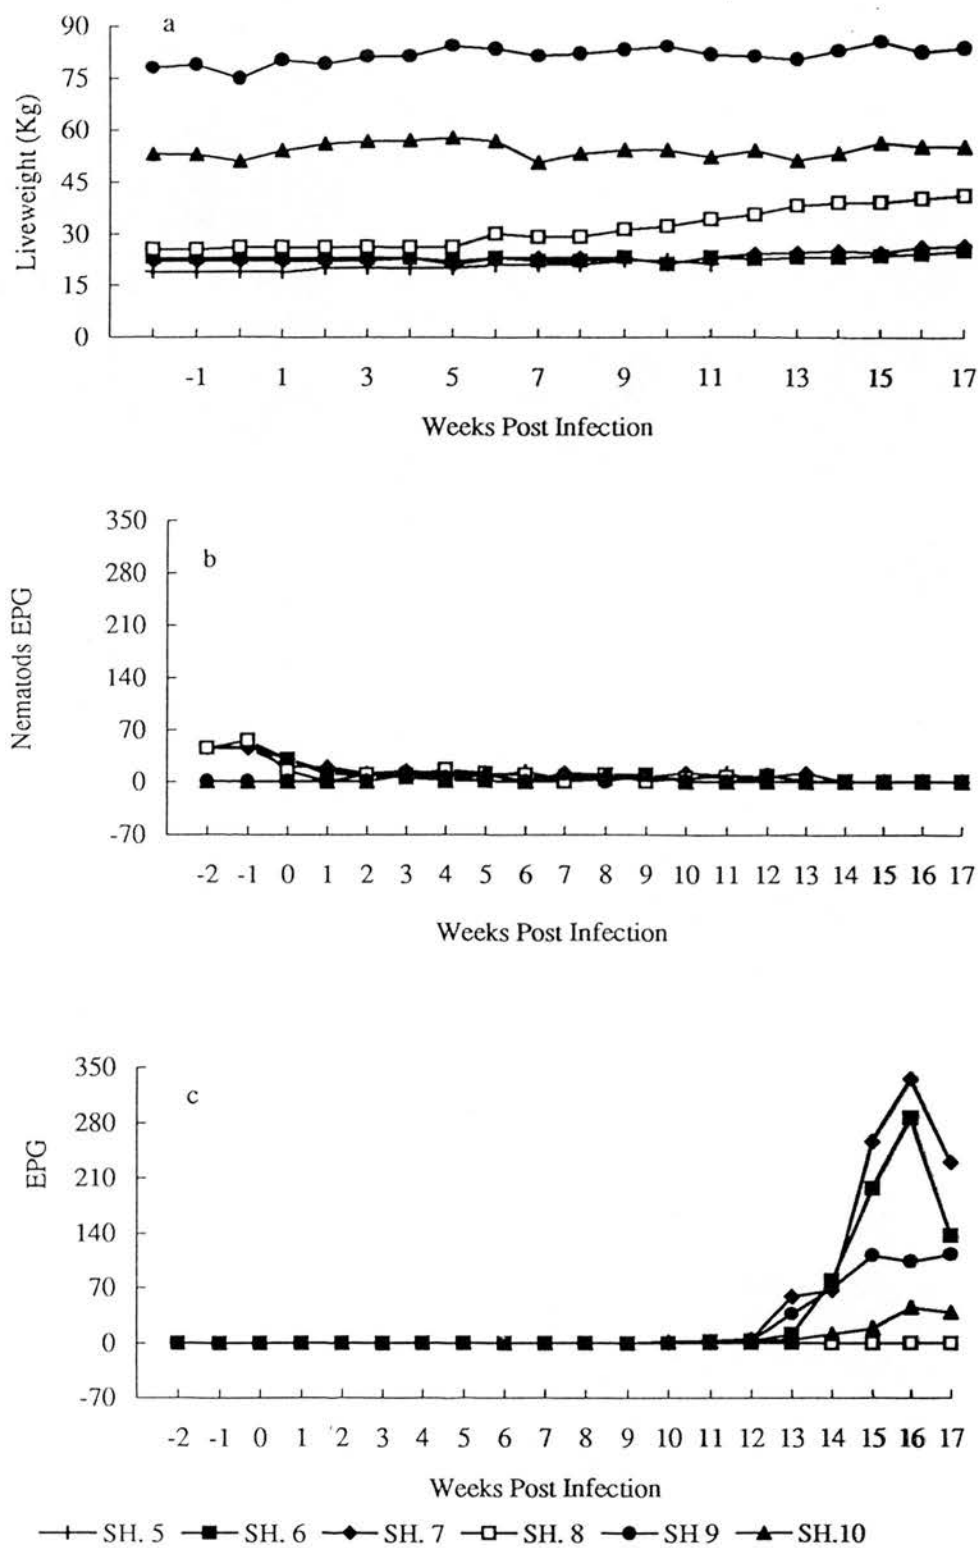 a
90
75
60
45
30
15
0
Liveweight (Kg)
-1 1 3 5 7 9 11 13 15 17
Weeks Post Infection
b
350
280
210
140
70
0
-70
Nematods EPG
-2 -1 0 1 2 3 4 5 6 7 8 9 10 11 12 13 14 15 16 17
Weeks Post Infection
c
350
280
210
140
70
0
-70
EPG
-2 -1 0 1 2 3 4 5 6 7 8 9 10 11 12 13 14 15 16 17
Weeks Post Infection
SH. 5 SH. 6 SH. 7 SH. 8 SH 9 SH.10